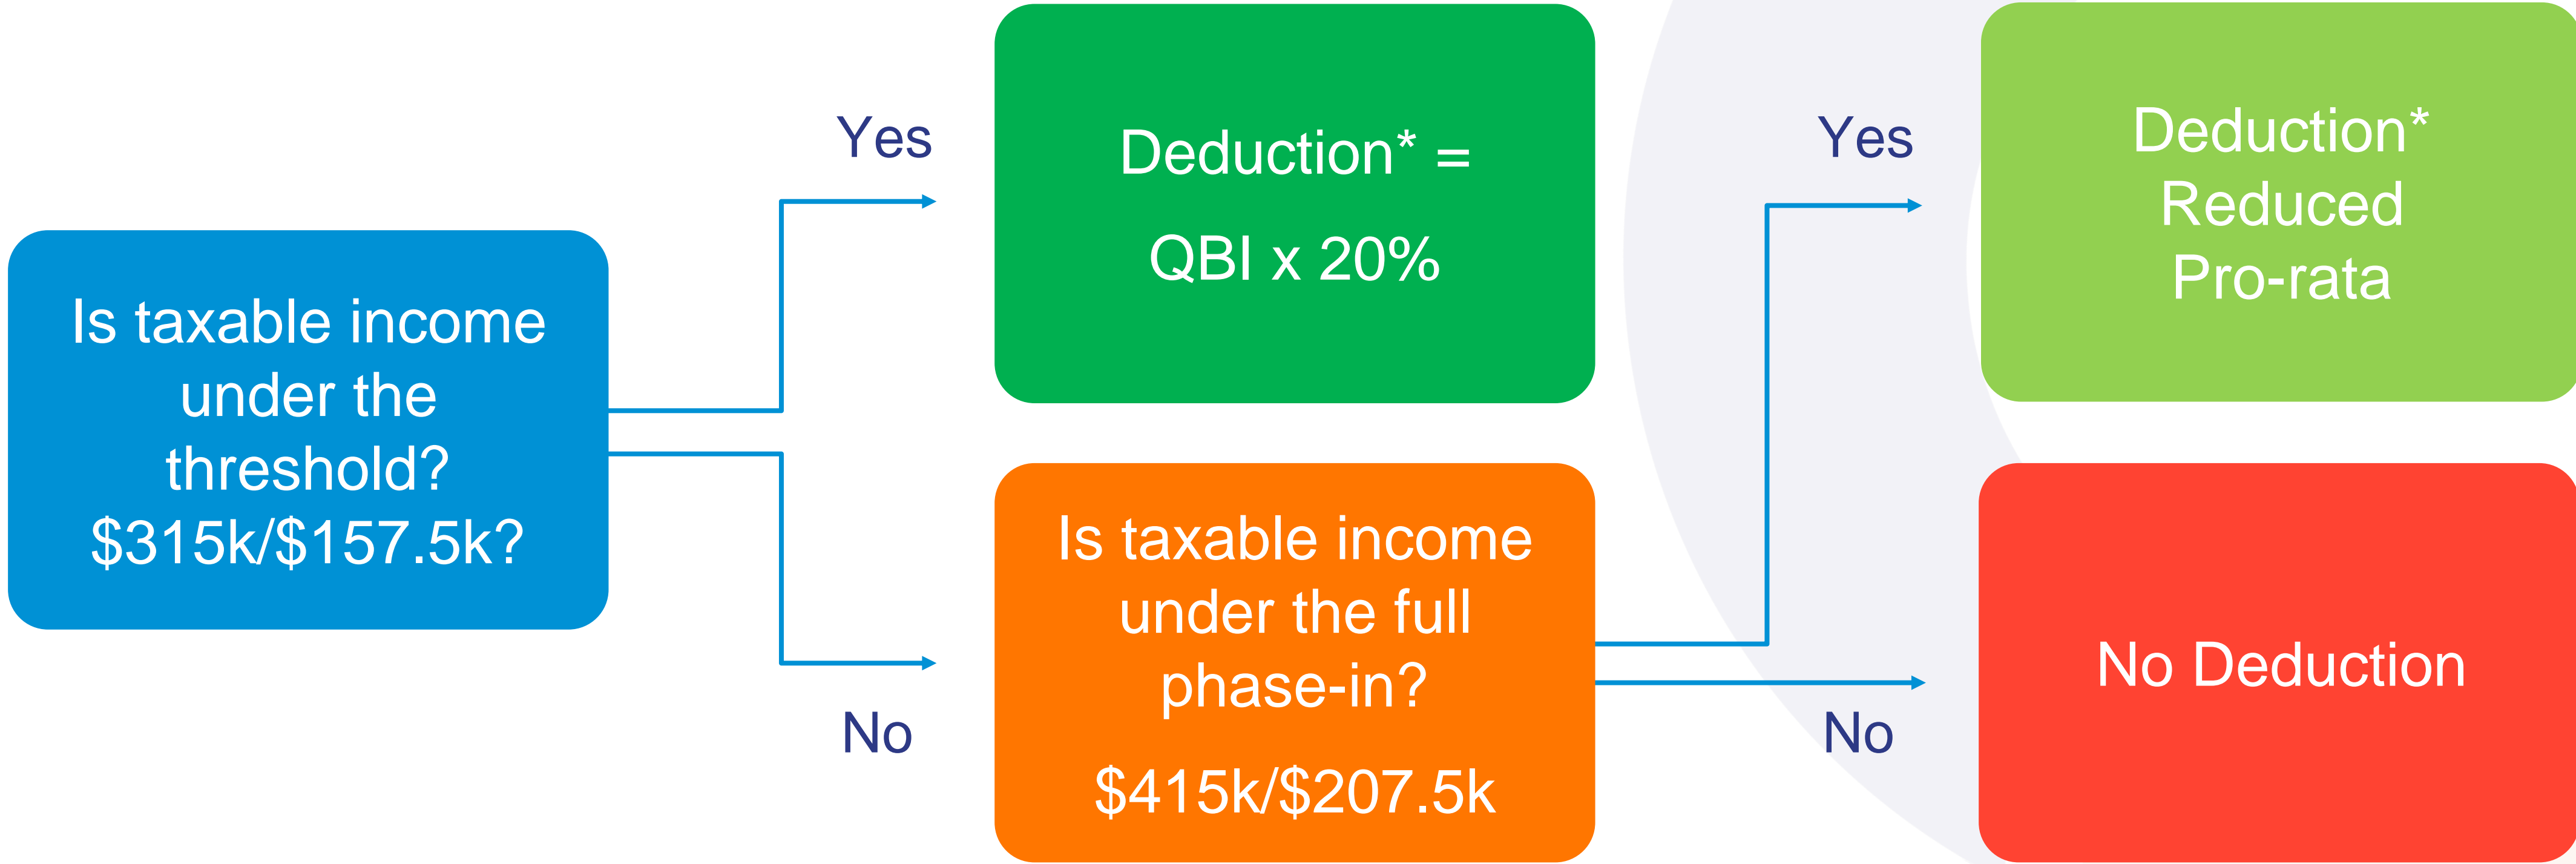 Is taxable income
under the
threshold?
$315k/$157.5k?
Yes
No
Deduction* =
QBI x 20%
Is taxable income
under the full
phase-in?
$415k/$207.5k
Yes
No
Deduction*
Reduced
Pro-rata
No Deduction